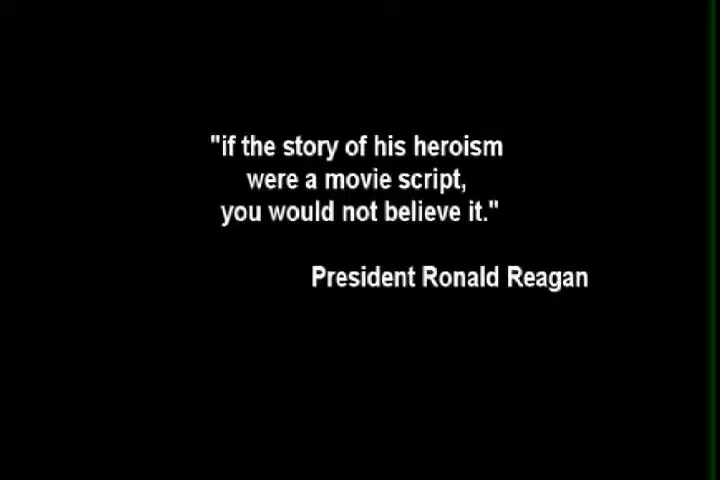 "if the story of his heroism
were a movie script,
you would not believe it."
President Ronald Reagan